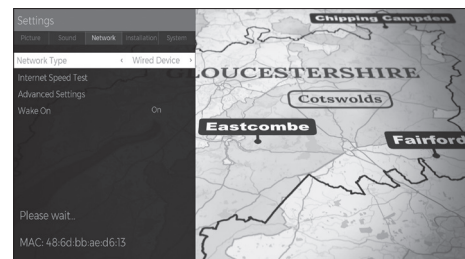 Settings
Picture Sound Network Installation System
Network Type ‹ Wired Device ›
Internet Speed Test
Advanced Settings
Wake On On
Please wait...
MAC: 48:6d:bb:ae:d6:13
Chipping Campden
LOUCESTERSHIRE
Cotswolds
Eastcombe
Fairford